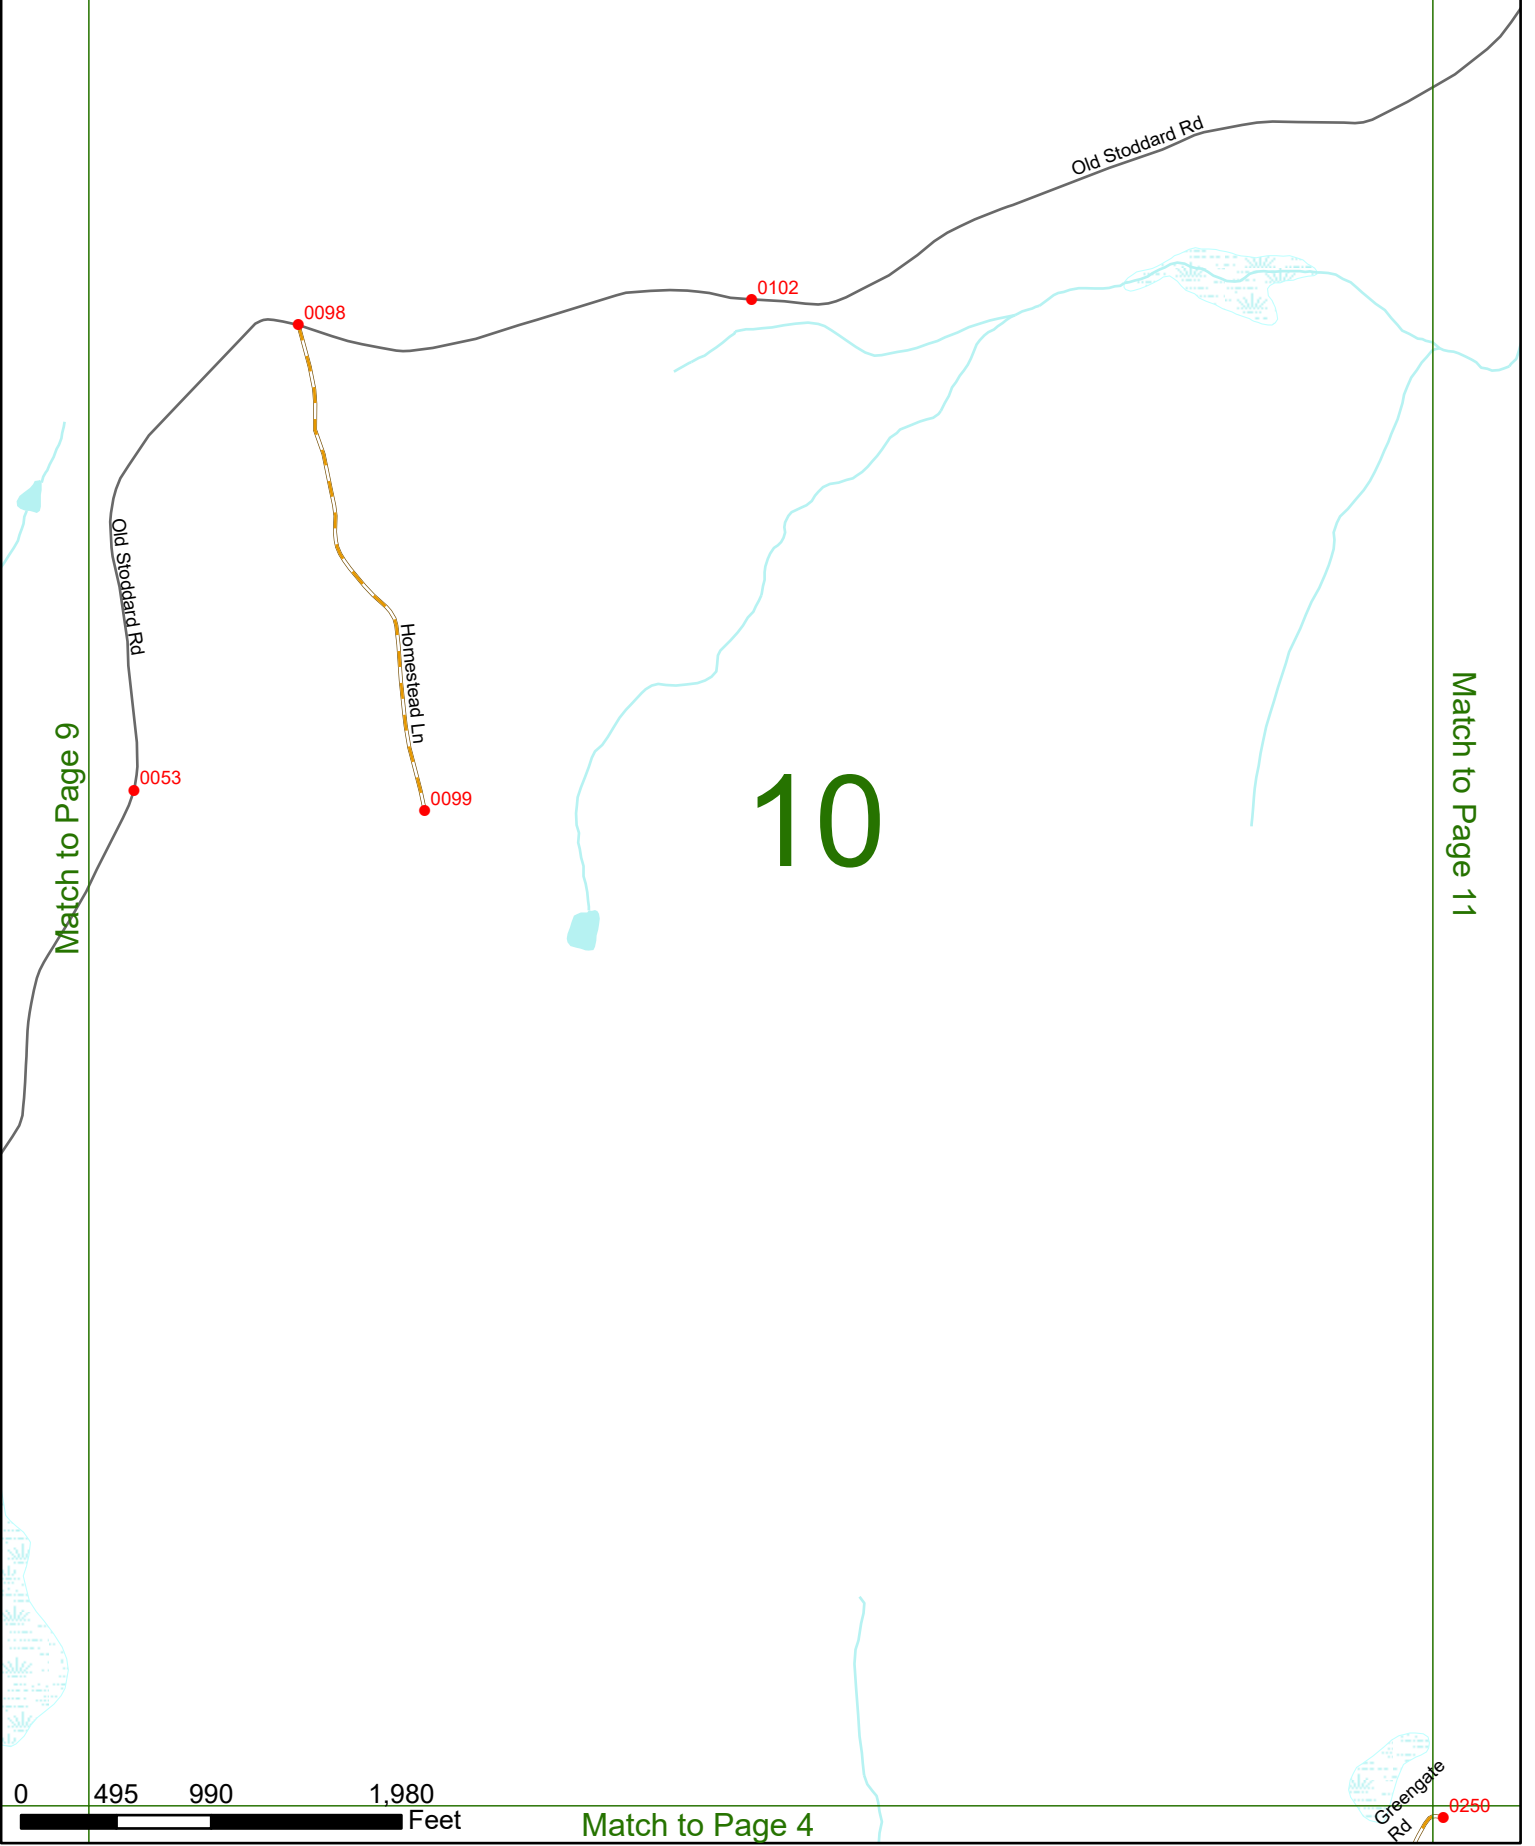 Old Stoddard Rd
0102
0098
Old Stoddard Rd
Homestead Ln
Match to Page 9
0053
0099
10
Match to Page 11
0 495 990 1,980
Feet
Match to Page 4
Greengate
Rd
0250